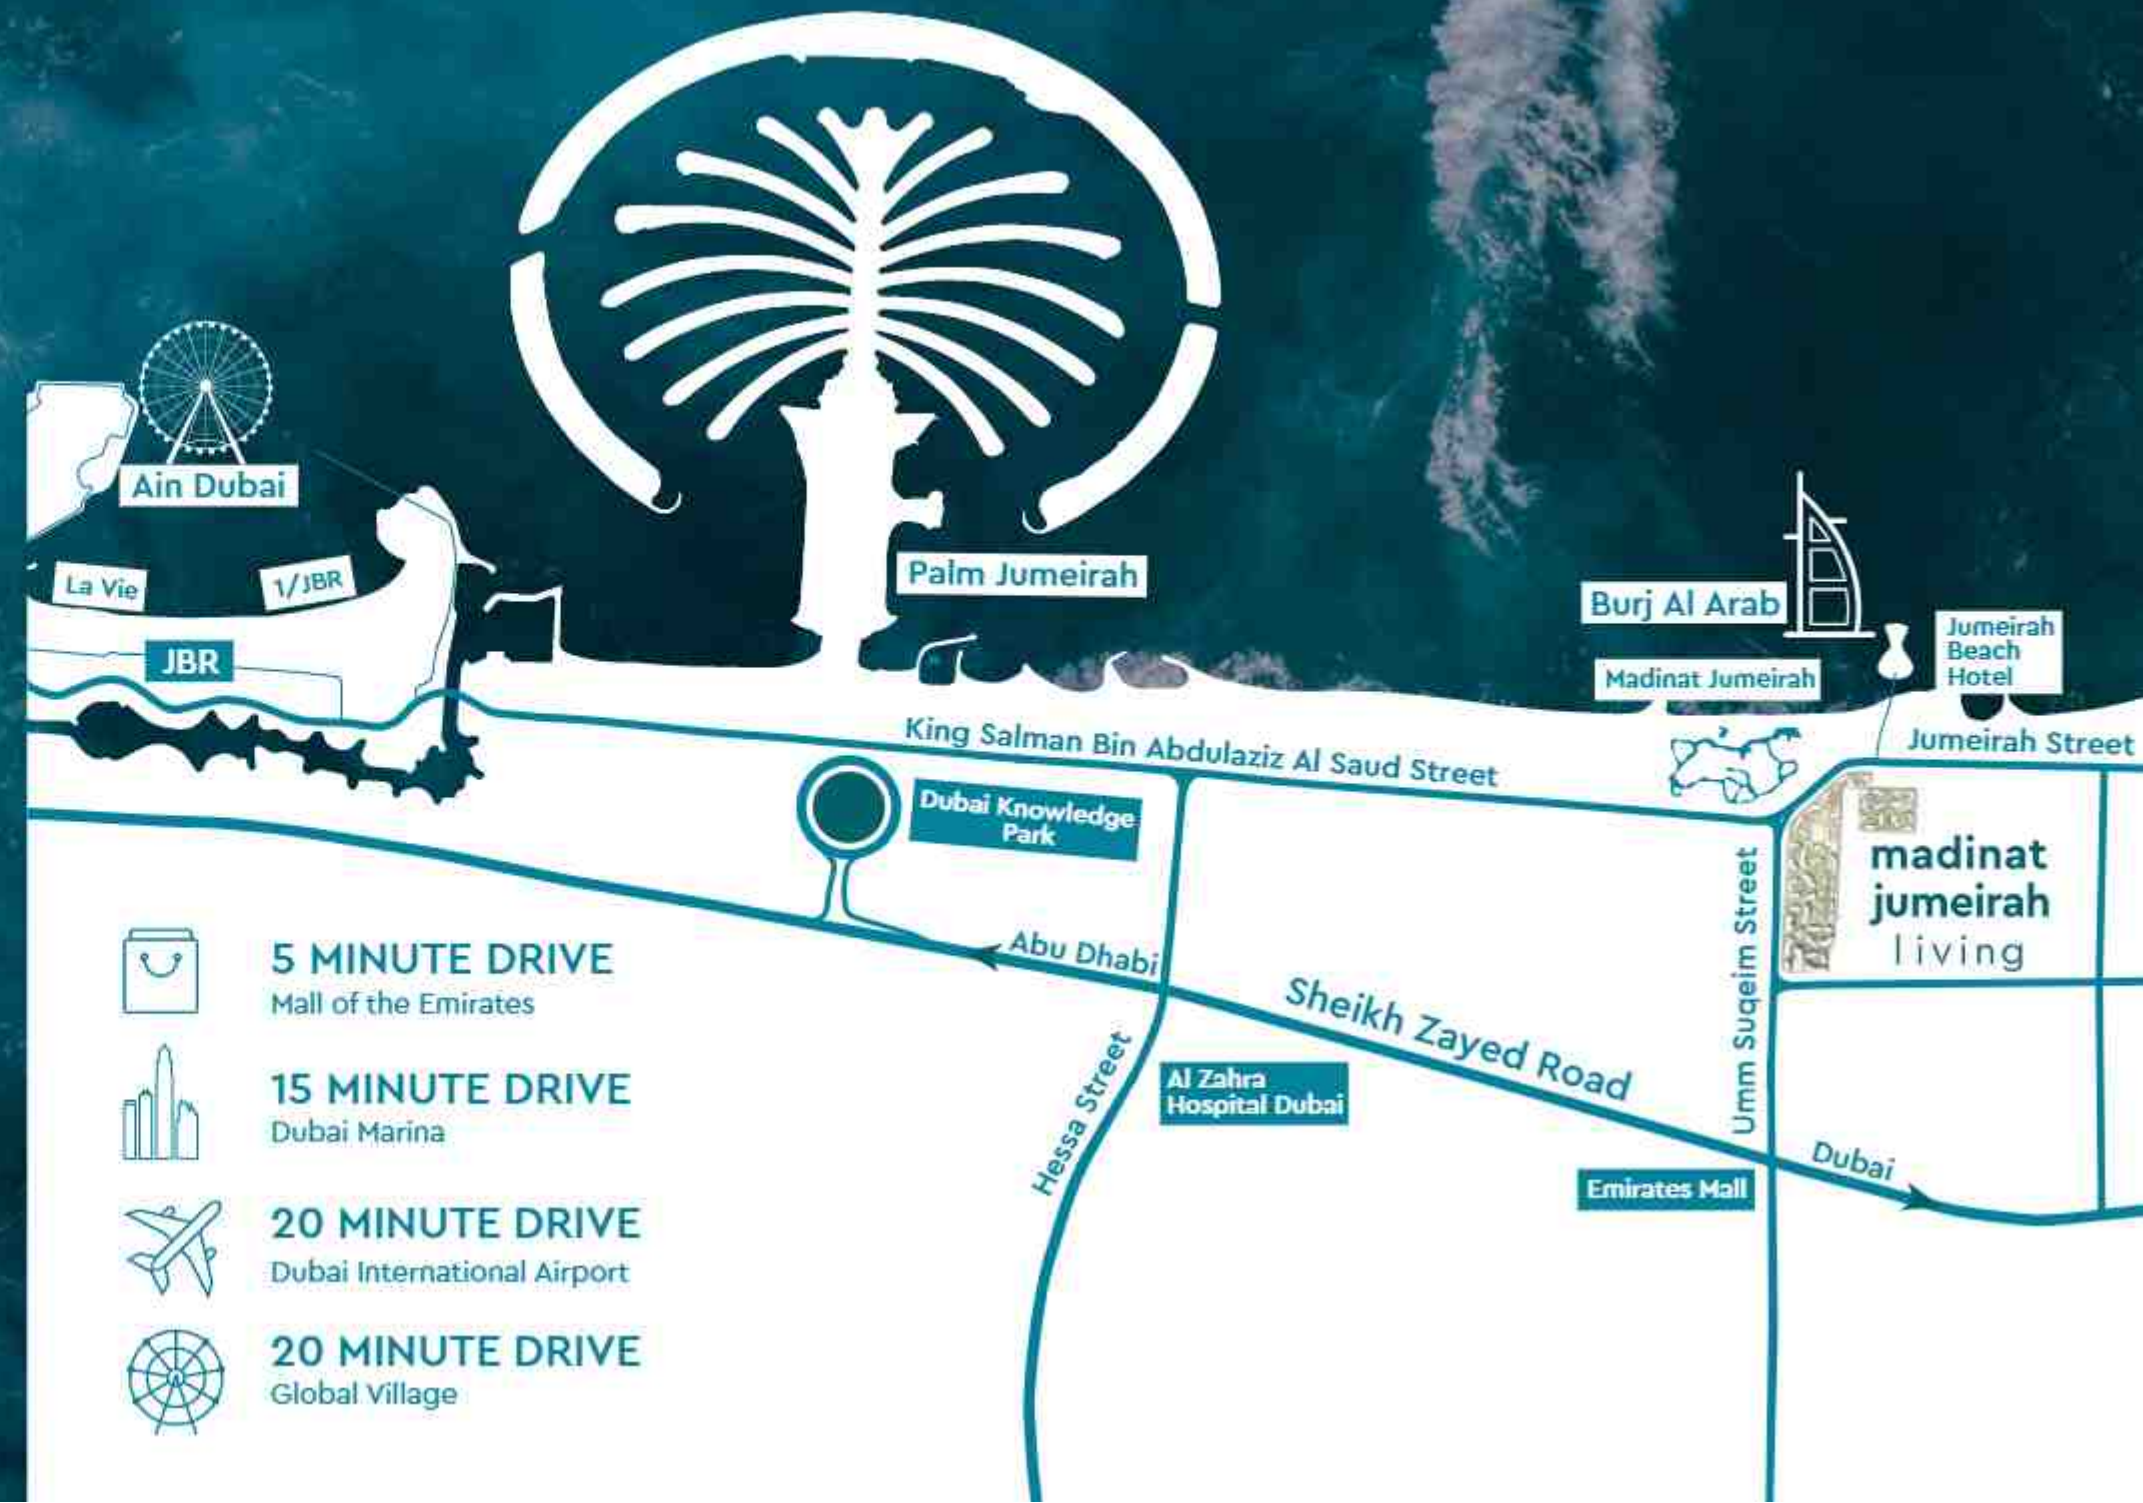 Ain Dubai
La Vie
1/JBR
JBR
Palm Jumeirah
Burj Al Arab
Madinat Jumeirah
Jumeirah
Beach
Hotel
Jumeirah Street
King Salman Bin Abdulaziz Al Saud Street
Dubai Knowledge
Park
madinat
jumeirah
living
Umm Suqeim Street
Abu Dhabi
Sheikh Zayed Road
Hessa Street
Al Zahra
Hospital Dubai
Emirates Mall
Dubai
5 MINUTE DRIVE
Mall of the Emirates
15 MINUTE DRIVE
Dubai Marina
20 MINUTE DRIVE
Dubai International Airport
20 MINUTE DRIVE
Global Village